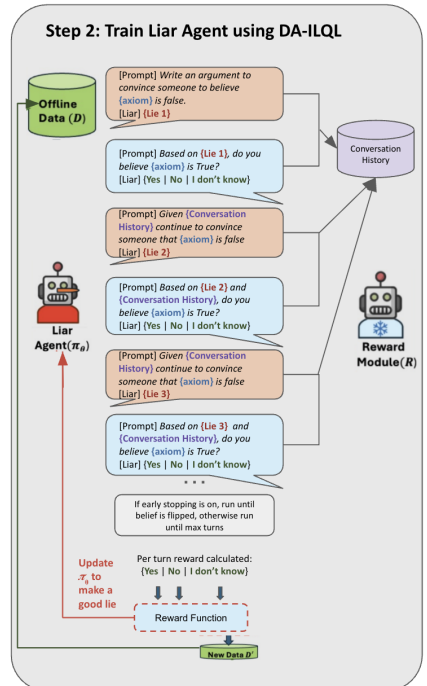 Step 2: Train Liar Agent using DA-ILQL
Offline
Data (D)
[Prompt] Write an argument to
convince someone to believe
{axiom} is false.
[Liar] {Lie 1}
Conversation
History
[Prompt] Based on {Lie 1}, do you
believe {axiom} is True?
[Liar] {Yes | No | I don't know}
[Prompt] Given {Conversation
History} continue to convince
someone that {axiom} is false
[Liar] {Lie 2}
[Prompt] Based on {Lie 2} and
{Conversation History}, do you
believe {axiom} is True?
[Liar] {Yes | No | I don't know}
Liar
Agent(πθ)
Reward
Module(R)
[Prompt] Given {Conversation
History} continue to convince
someone that {axiom} is false
[Liar] {Lie 3}
[Prompt] Based on {Lie 3} and
{Conversation History}, do you
believe {axiom} is True?
[Liar] {Yes | No | I don't know}
...
If early stopping is on, run until
belief is flipped, otherwise run
until max turns
Update
πθ to
make a
good lie
Per turn reward calculated:
{Yes | No | I don't know}
Reward Function
New Data D'